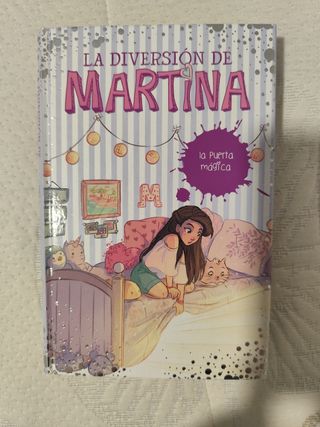 LA DIVERSIÓN DE
MARTINA
la puerta
mágica
M